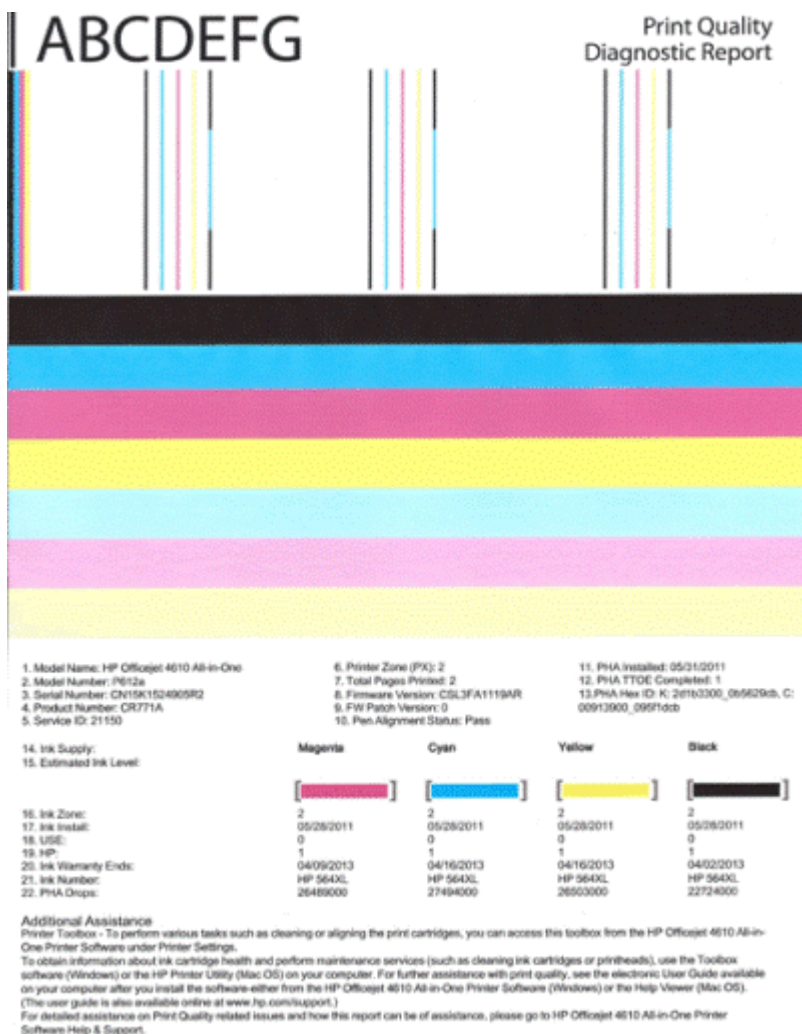 ABCDEFG
Print Quality
Diagnostic Report
1. Model Name: HP Officejet 4610 All-in-One
2. Model Number: P612a
3. Serial Number: CN15K1524905R2
4. Product Number: CR771A
5. Service ID: 21150
6. Printer Zone (PX): 2
7. Total Pages Printed: 2
8. Firmware Version: CSL3FA1119AR
9. FW Patch Version: 0
10. Pen Alignment Status: Pass
11. PHA Installed: 05/31/2011
12. PHA TTOE Completed: 1
13.PHA Hex ID: K: 2d1b3300_0b5629cb, C:
00913900_095f1dcb
14. Ink Supply: Magenta Cyan Yellow Black
15. Estimated Ink Level:
16. Ink Zone: 2 2 2 2
17. Ink Install: 05/28/2011 05/28/2011 05/28/2011 05/28/2011
18. USE: 0 0 0 0
19. HP: 1 1 1 1
20. Ink Warranty Ends: 04/09/2013 04/16/2013 04/16/2013 04/02/2013
21. Ink Number: HP 564XL HP 564XL HP 564XL HP 564XL
22. PHA Drops: 26489000 27494000 26503000 22724000
Additional Assistance
Printer Toolbox - To perform various tasks such as cleaning or aligning the print cartridges, you can access this toolbox from the HP Officejet 4610 All-in-
One Printer Software under Printer Settings.
To obtain information about ink cartridge health and perform maintenance services (such as cleaning ink cartridges or printheads), use the Toolbox
software (Windows) or the HP Printer Utility (Mac OS) on your computer. For further assistance with print quality, see the electronic User Guide available
on your computer after you install the software-either from the HP Officejet 4610 All-in-One Printer Software (Windows) or the Help Viewer (Mac OS).
(The user guide is also available online at www.hp.com/support.)
For detailed assistance on Print Quality related issues and how this report can be of assistance, please go to HP Officejet 4610 All-in-One Printer
Software Help & Support.